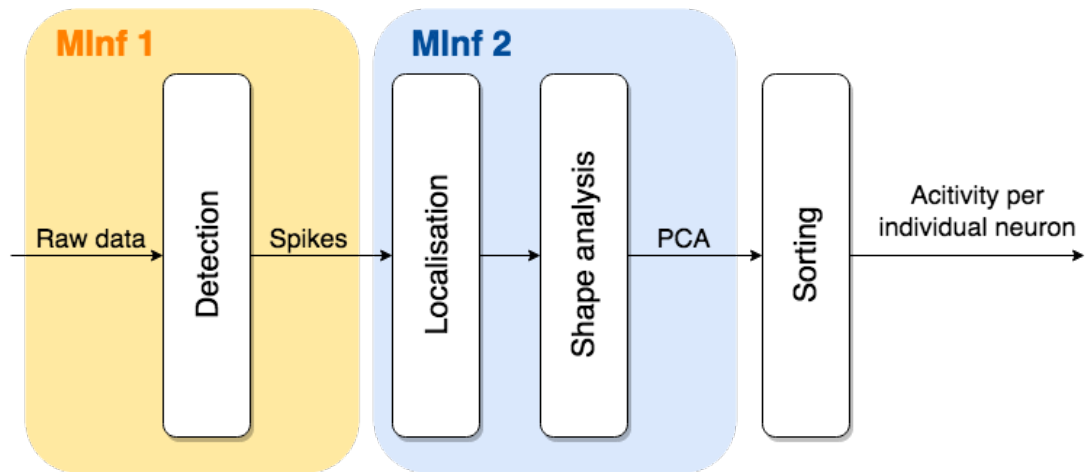 MInf 1
MInf 2
Raw data
Detection
Spikes
Localisation
Shape analysis
PCA
Sorting
Acitivity per
individual neuron